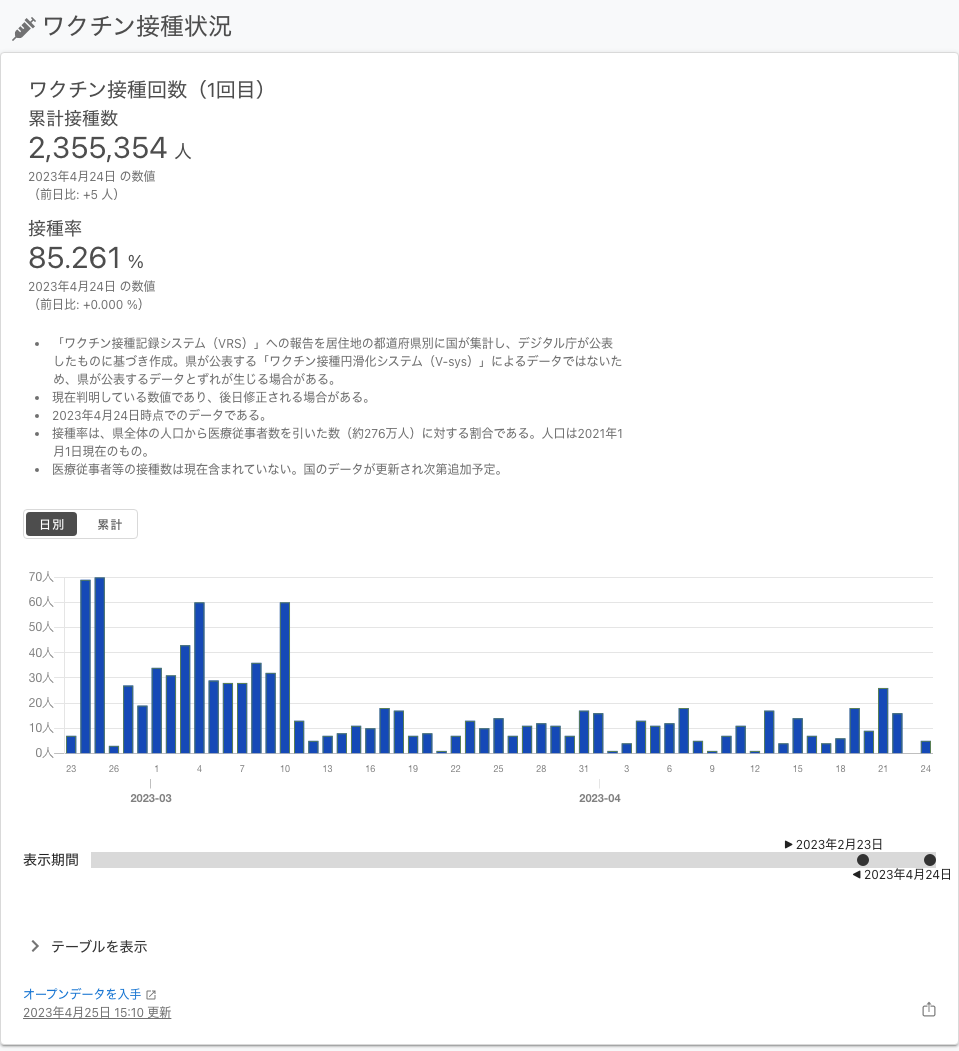 ワクチン接種状況
ワクチン接種回数（1回目）
累計接種数
2,355,354 人
2023年4月24日 の数値
（前日比: +5 人）
接種率
85.261 %
2023年4月24日 の数値
（前日比: +0.000 %）
• 「ワクチン接種記録システム（VRS）」への報告を居住地の都道府県別に国が集計し、デジタル庁が公表
したものに基づき作成。県が公表する「ワクチン接種円滑化システム（V-sys）」によるデータではないた
め、県が公表するデータとずれが生じる場合がある。
• 現在判明している数値であり、後日修正される場合がある。
• 2023年4月24日時点でのデータである。
• 接種率は、県全体の人口から医療従事者数を引いた数（約276万人）に対する割合である。人口は2021年1
月1日現在のもの。
• 医療従事者等の接種数は現在含まれていない。国のデータが更新され次第追加予定。
日別 累計
70人
60人
50人
40人
30人
20人
10人
0人
23 26 1 4 7 10 13 16 19 22 25 28 31 3 6 9 12 15 18 21 24
2023-03 2023-04
▶ 2023年2月23日
表示期間
◀ 2023年4月24日
テーブルを表示
オープンデータを入手
2023年4月25日 15:10 更新